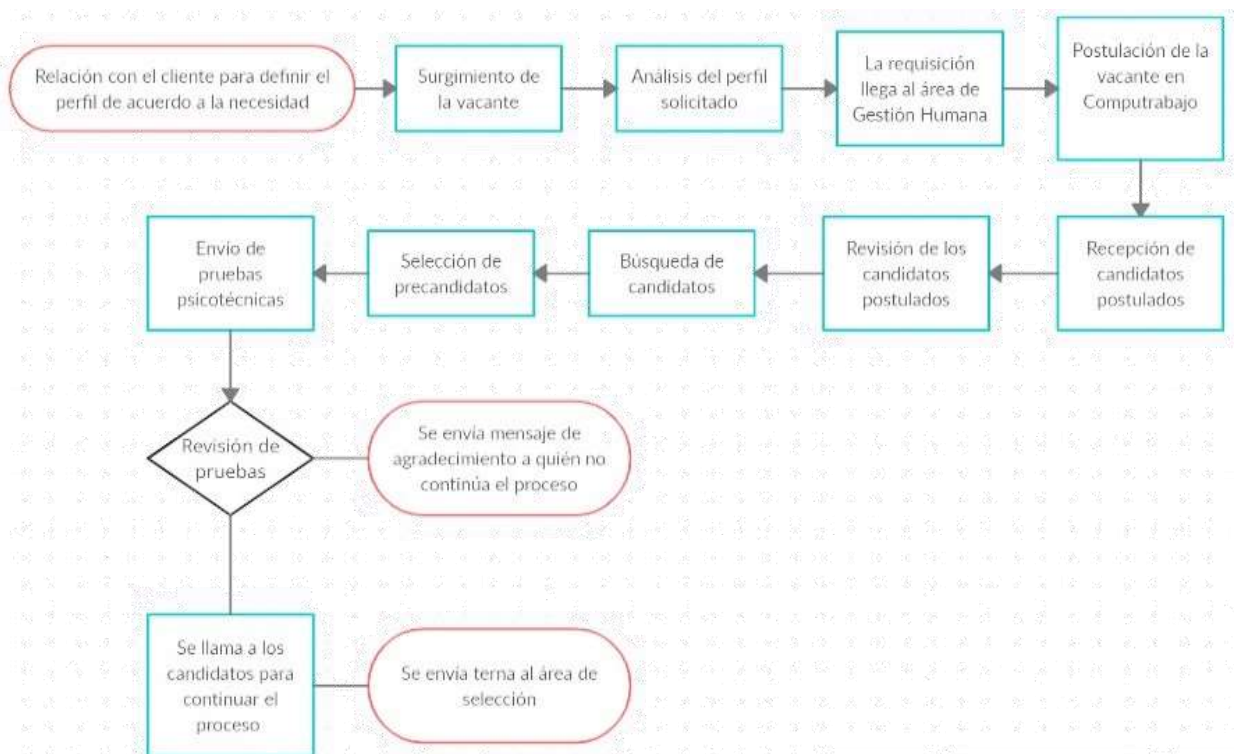 Relación con el cliente para definir el
perfil de acuerdo a la necesidad
Surgimiento de
la vacante
Análisis del perfil
solicitado
La requisición
llega al área de
Gestión Humana
Postulación de la
vacante en
Computrabajo
Recepción de
candidatos
postulados
Revisión de los
candidatos
postulados
Búsqueda de
candidatos
Selección de
precandidatos
Envío de
pruebas
psicotécnicas
Revisión de
pruebas
Se envía mensaje de
agradecimiento a quién no
continúa el proceso
Se llama a los
candidatos para
continuar el
proceso
Se envía terna al área de
selección